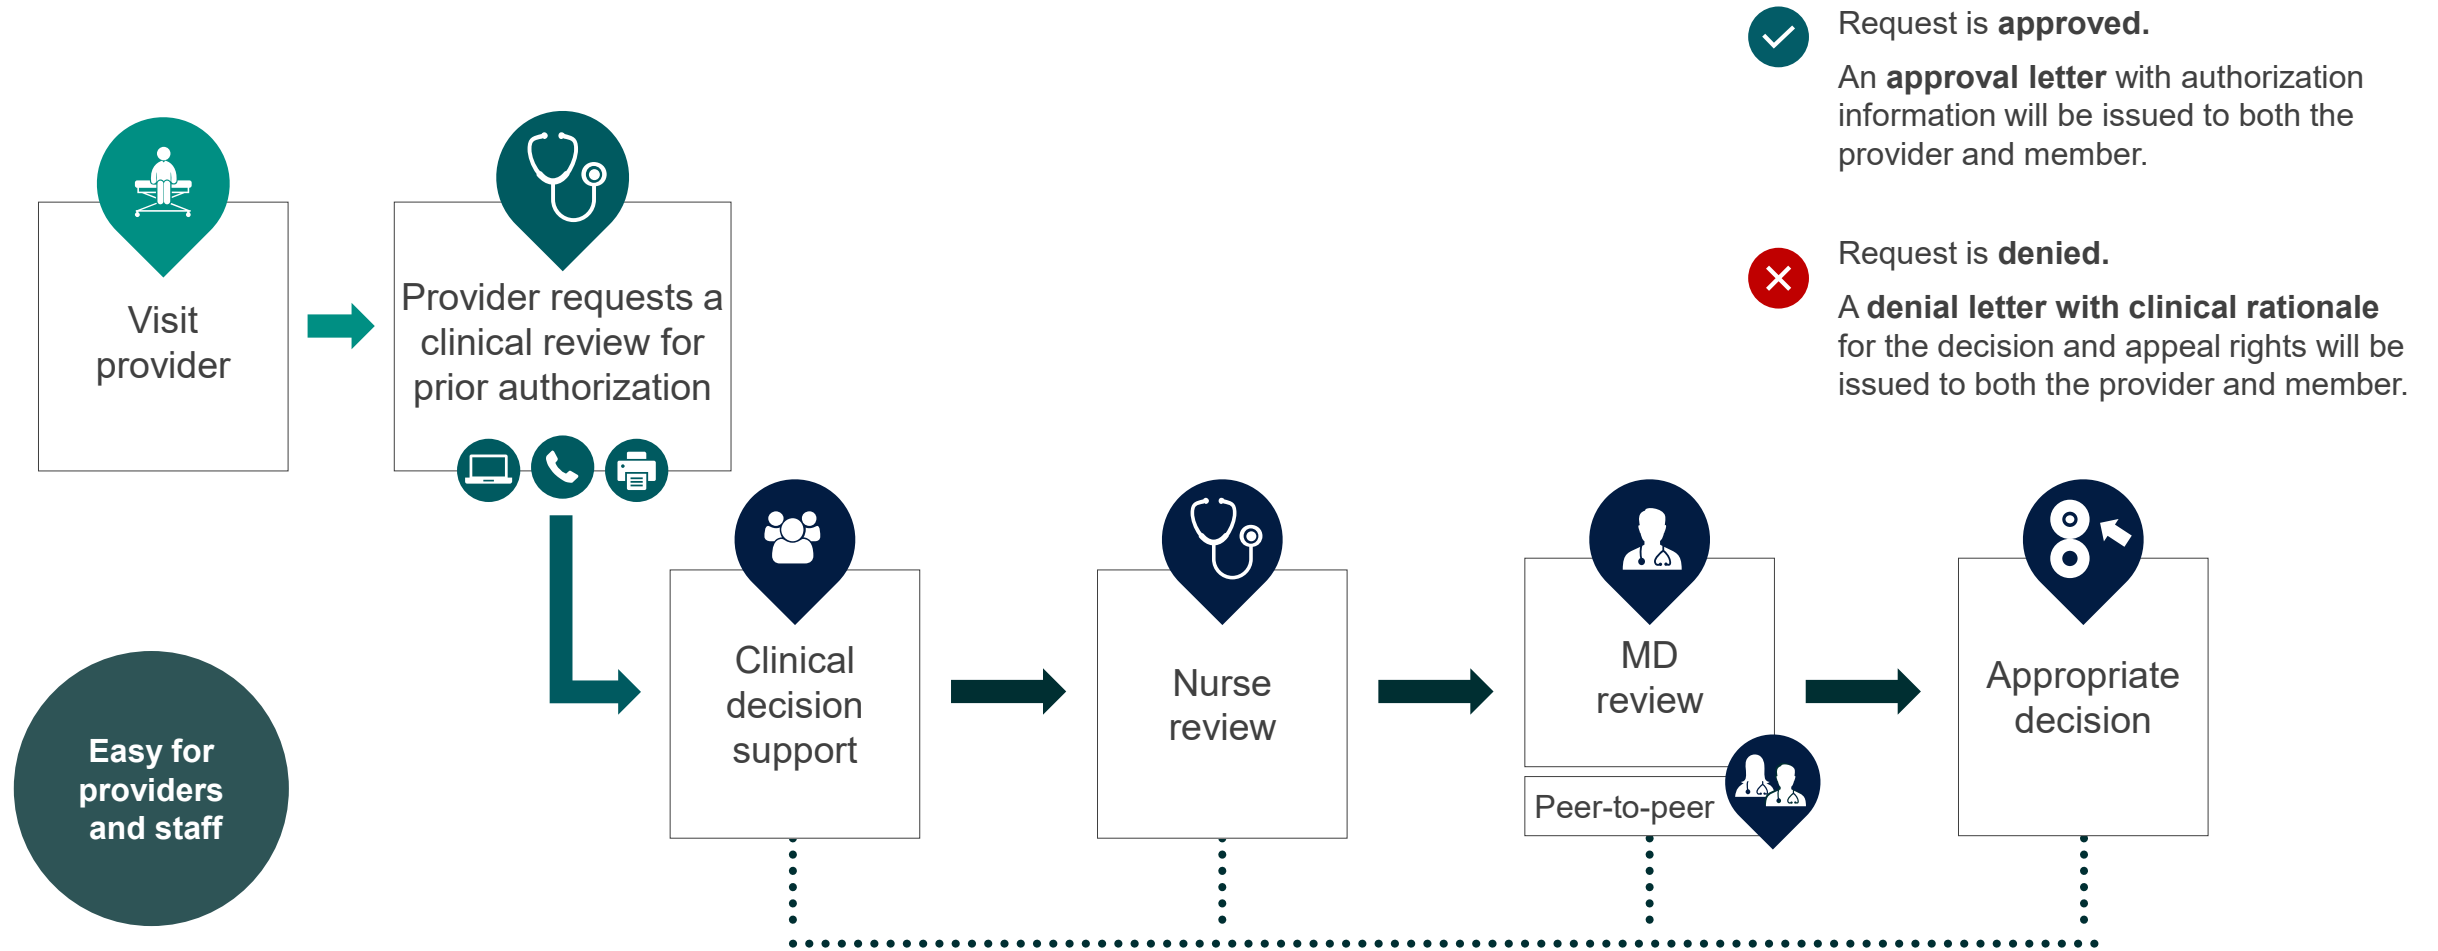 Request is approved.
An approval letter with authorization
information will be issued to both the
provider and member.
Request is denied.
A denial letter with clinical rationale
for the decision and appeal rights will be
issued to both the provider and member.
Visit
provider
Provider requests a
clinical review for
prior authorization
Clinical
decision
support
Nurse
review
MD
review
Peer-to-peer
Appropriate
decision
Easy for
providers
and staff